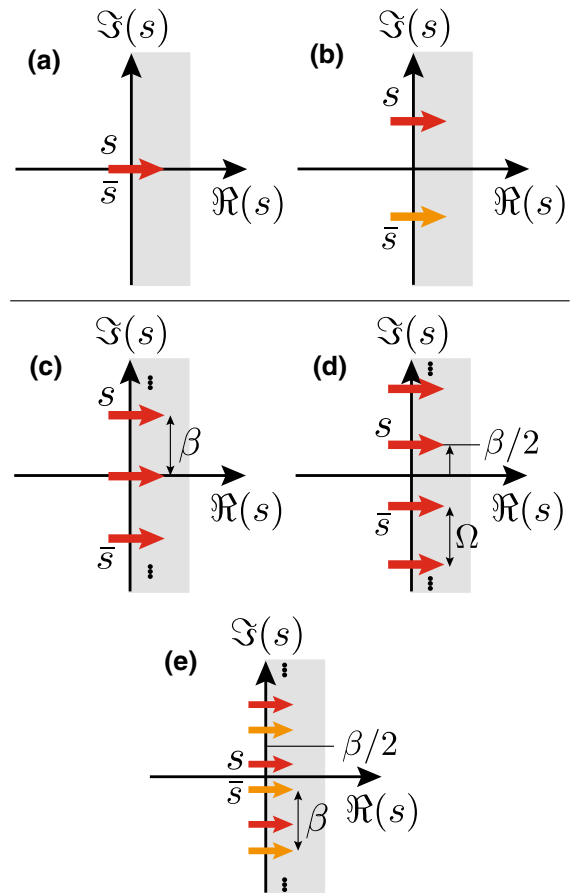 ℑ(s)
(a)
s
s̄
ℜ(s)
ℑ(s)
(b)
s
s̄
ℜ(s)
ℑ(s)
(c)
s
β
ℜ(s)
s̄
ℑ(s)
(d)
s
β/2
s̄
ℜ(s)
Ω
ℑ(s)
(e)
β/2
s
s̄
β
ℜ(s)